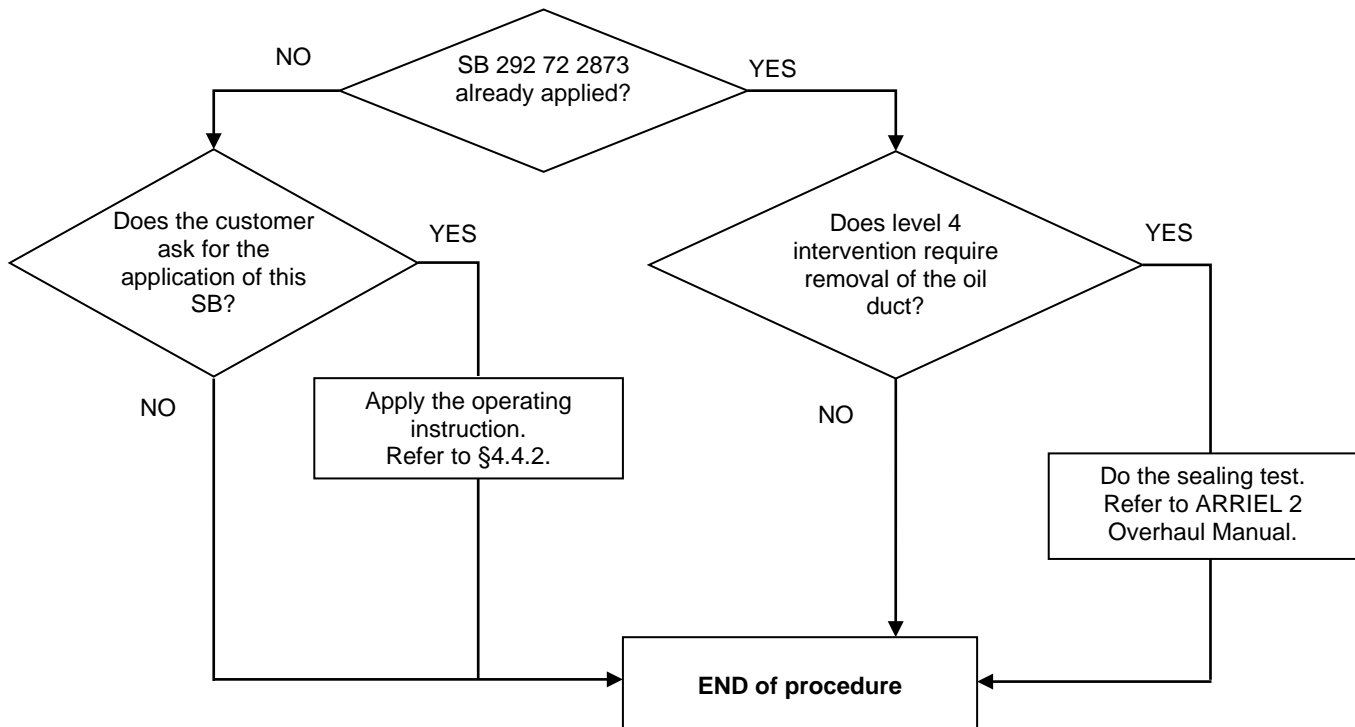 NO
SB 292 72 2873
already applied?
YES
Does the customer
ask for the
application of this
SB?
YES
NO
Apply the operating
instruction.
Refer to §4.4.2.
Does level 4
intervention require
removal of the oil
duct?
YES
NO
Do the sealing test.
Refer to ARRIEL 2
Overhaul Manual.
END of procedure